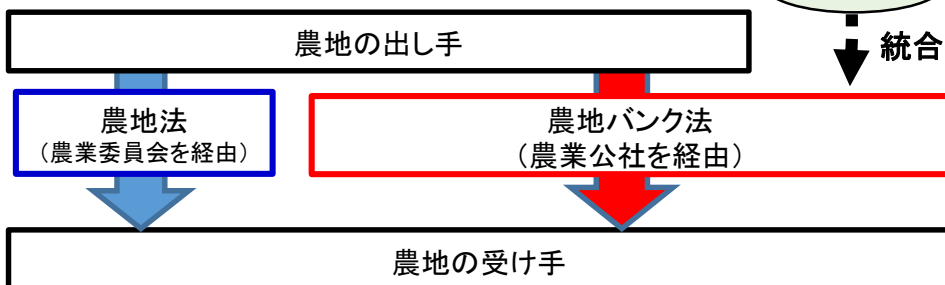 農地の出し手
統合
農地法
（農業委員会を経由）
農地バンク法
（農業公社を経由）
農地の受け手